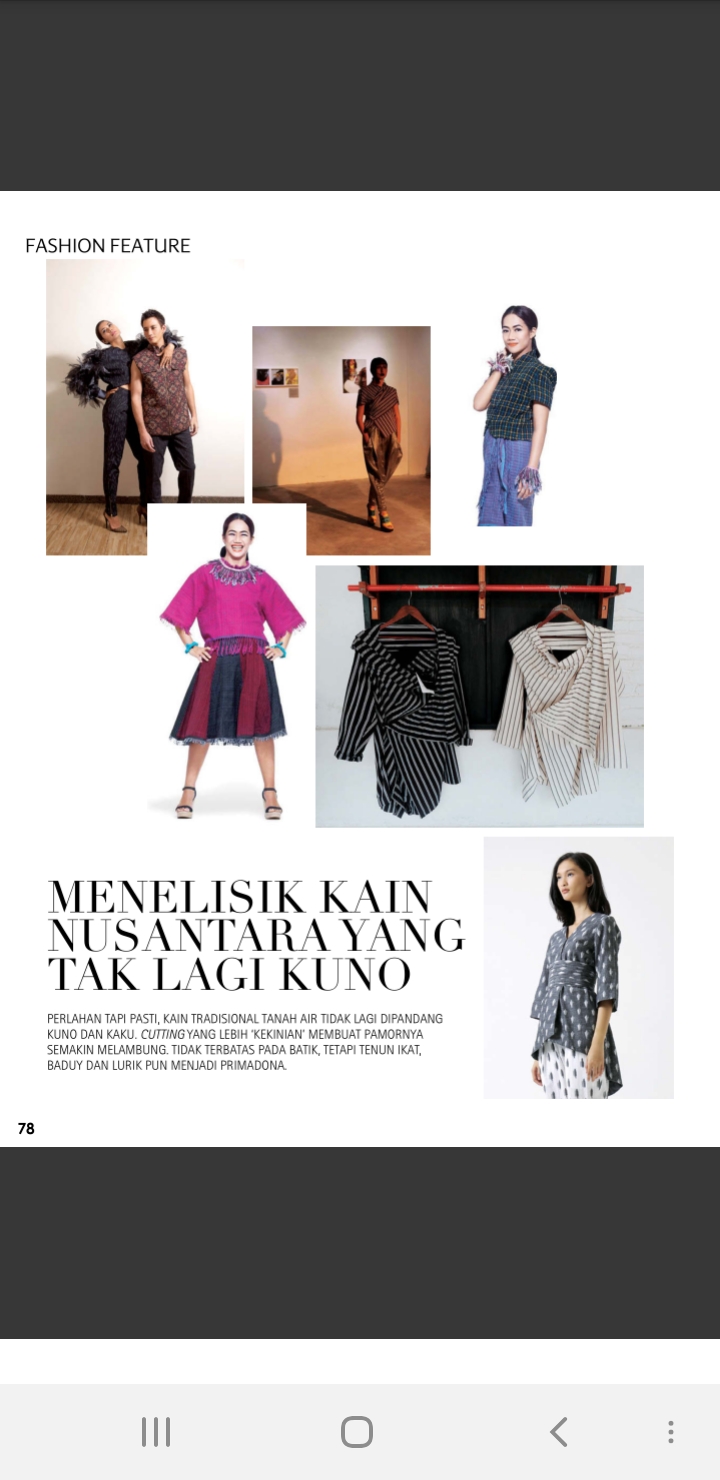 FASHION FEATURE
MENELISIK KAIN
NUSANTARA YANG
TAK LAGI KUNO
PERLAHAN TAPI PASTI, KAIN TRADISIONAL TANAH AIR TIDAK LAGI DIPANDANG
KUNO DAN KAKU. CUTTING YANG LEBIH 'KEKINIAN' MEMBUAT PAMORNYA
SEMAKIN MELAMBUNG. TIDAK TERBATAS PADA BATIK, TETAPI TENUN IKAT,
BADUY DAN LURIK PUN MENJADI PRIMADONA.
78